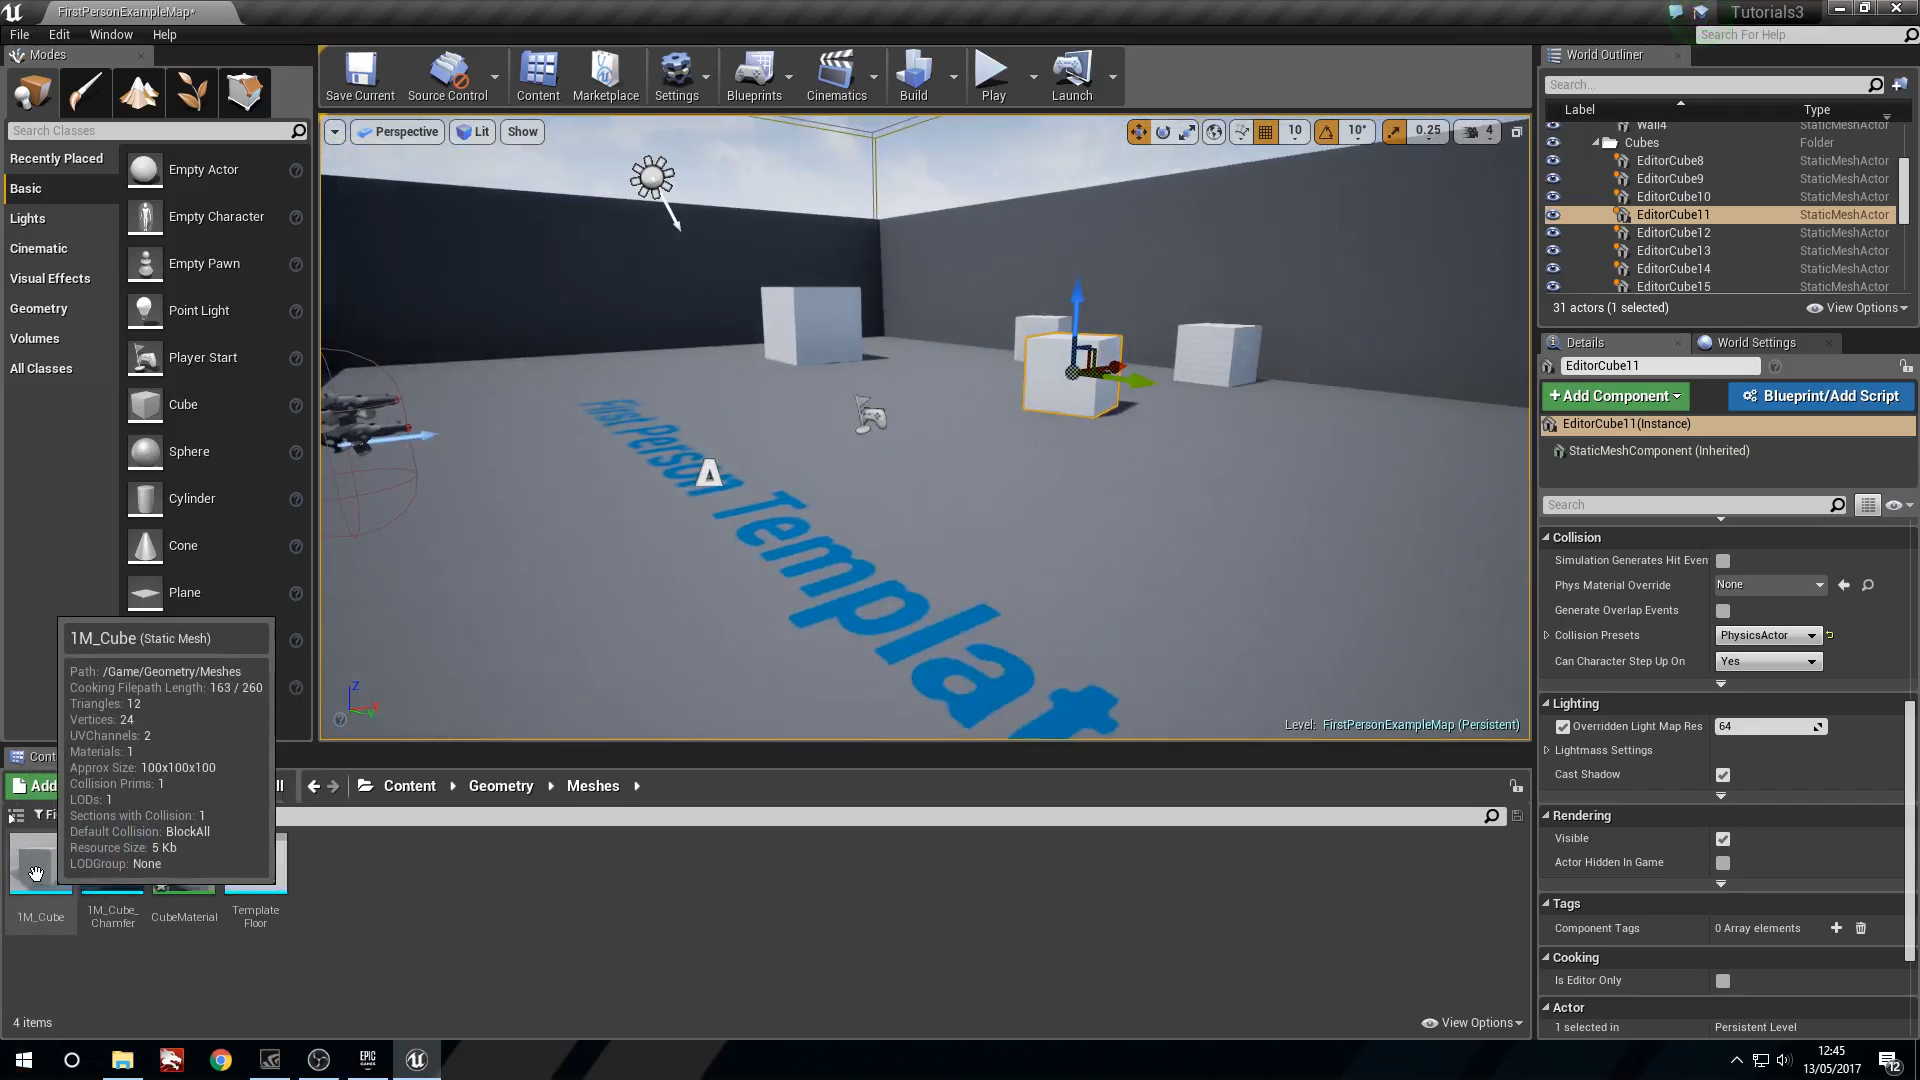 FirstPersonExampleMap*
Tutorials3
File Edit Window Help
Search For Help
Modes
Save Current
Source Control
Content
Marketplace
Settings
Blueprints
Cinematics
Build
Play
Launch
Search Classes
Recently Placed
Basic
Lights
Cinematic
Visual Effects
Geometry
Volumes
All Classes
Empty Actor
Empty Character
Empty Pawn
Point Light
Player Start
Cube
Sphere
Cylinder
Cone
Plane
Perspective
Lit
Show
10
10°
0.25
4
First Person Templat
Level: FirstPersonExampleMap (Persistent)
World Outliner
Search...
Label Type
Wall4 StaticMeshActor
Cubes Folder
EditorCube8 StaticMeshActor
EditorCube9 StaticMeshActor
EditorCube10 StaticMeshActor
EditorCube11 StaticMeshActor
EditorCube12 StaticMeshActor
EditorCube13 StaticMeshActor
EditorCube14 StaticMeshActor
EditorCube15 StaticMeshActor
31 actors (1 selected)
View Options
Details
World Settings
EditorCube11
+Add Component
Blueprint/Add Script
EditorCube11(Instance)
StaticMeshComponent (Inherited)
Search
Collision
Simulation Generates Hit Even
Phys Material Override None
Generate Overlap Events
Collision Presets PhysicsActor
Can Character Step Up On Yes
Lighting
Overridden Light Map Res 64
Lightmass Settings
Cast Shadow
Rendering
Visible
Actor Hidden In Game
Tags
Component Tags 0 Array elements
Cooking
Is Editor Only
Actor
1 selected in Persistent Level
1M_Cube (Static Mesh)
Path: /Game/Geometry/Meshes
Cooking Filepath Length: 163 / 260
Triangles: 12
Vertices: 24
UVChannels: 2
Materials: 1
Approx Size: 100x100x100
Collision Prims: 1
LODs: 1
Sections with Collision: 1
Default Collision: BlockAll
Resource Size: 5 Kb
LODGroup: None
Cont
Add
ll
Content
Geometry
Meshes
Fi
1M_Cube
1M_Cube_
Chamfer
CubeMaterial
Template
Floor
4 items
View Options
EPIC
GAMES
12:45
13/05/2017
12